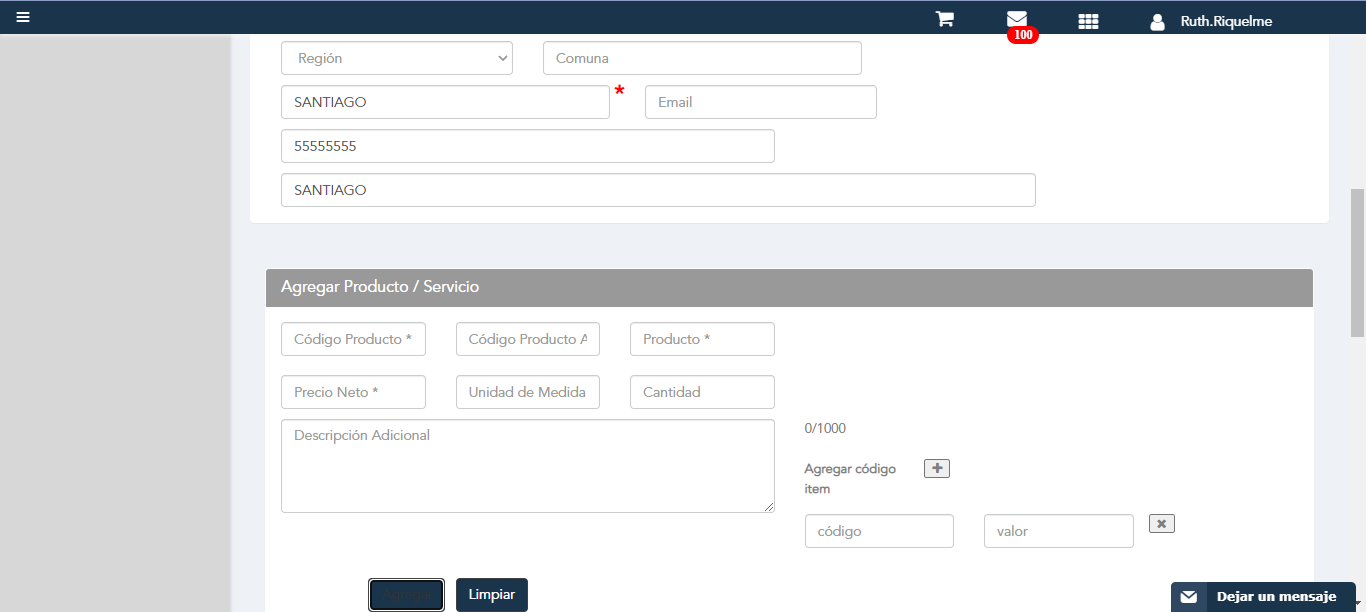 Ruth.Riquelme
100
Región Comuna
SANTIAGO * Email
55555555
SANTIAGO
Agregar Producto / Servicio
Código Producto * Código Producto A Producto *
Precio Neto * Unidad de Medida Cantidad
Descripción Adicional
0/1000
Agregar código
item
código valor
Agregar Limpiar
Dejar un mensaje